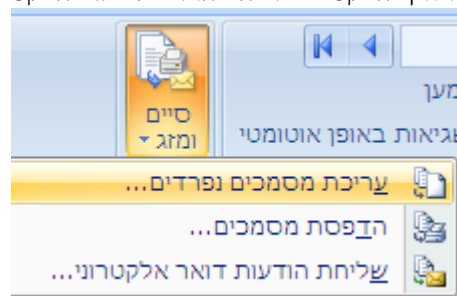 מען
סיים
ומזג
שגיאות באופן אוטומטי
עריכת מסמכים נפרדים...
הדפסת מסמכים...
שליחת הודעות דואר אלקטרוני...